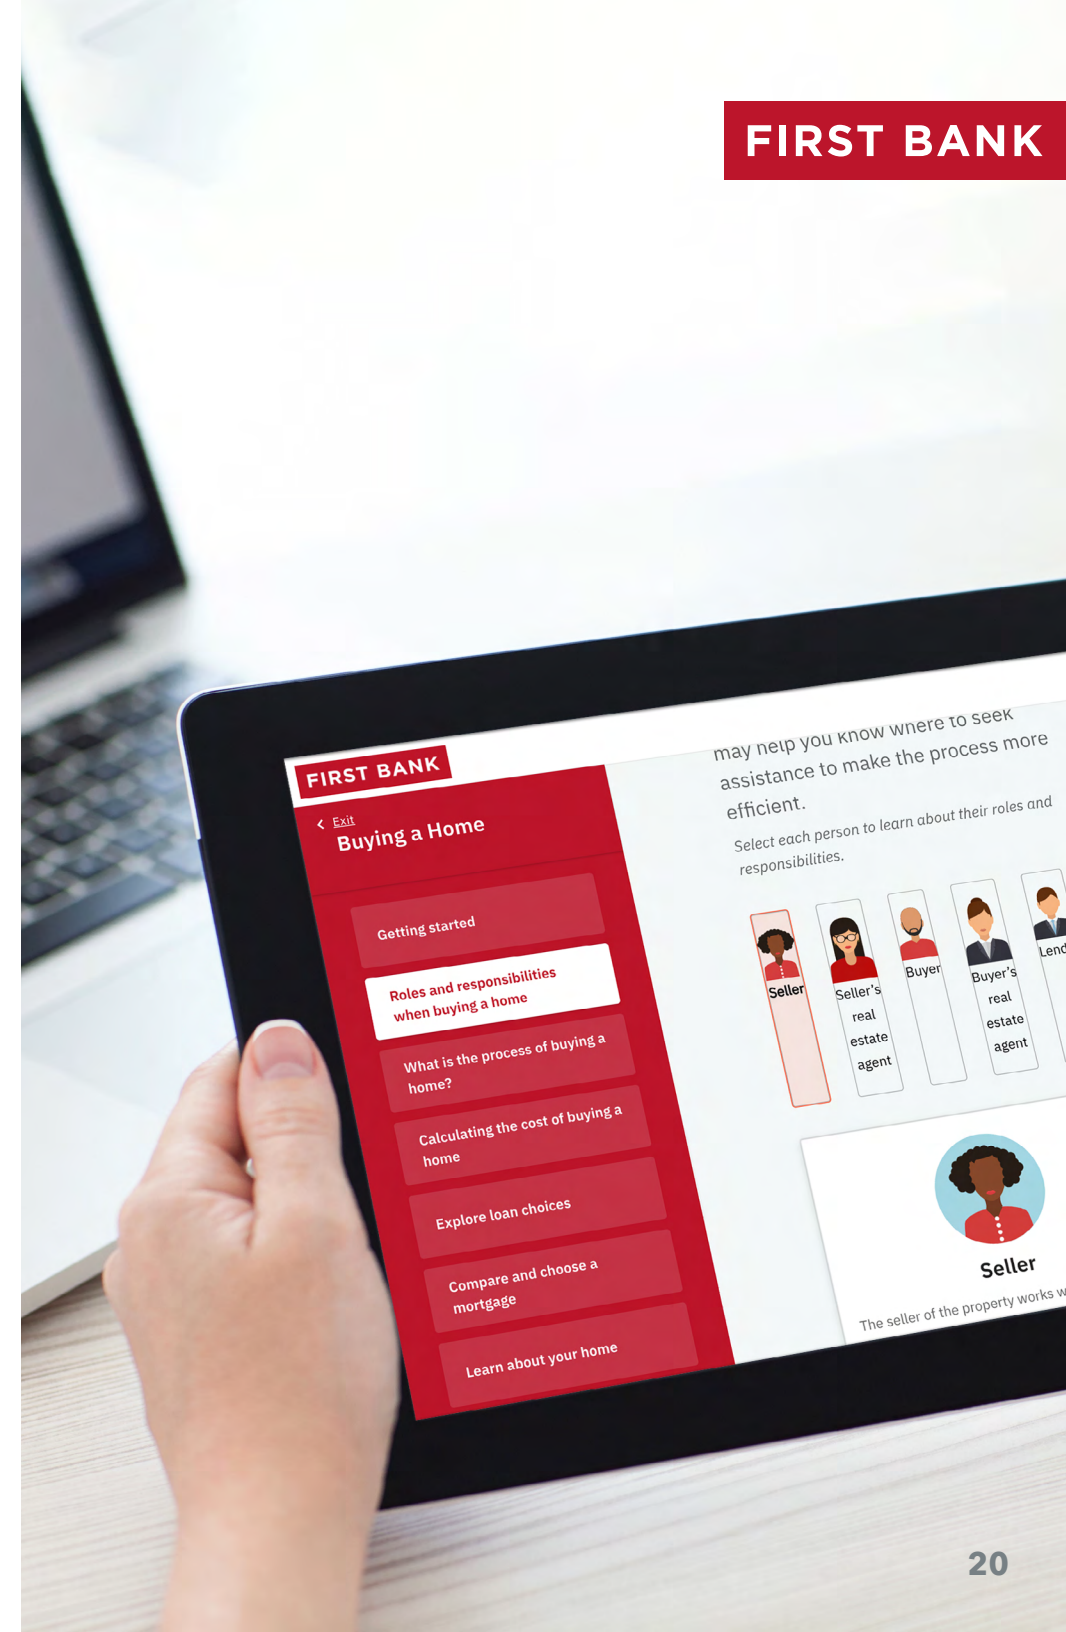 FIRST BANK
FIRST BANK
Exit
Buying a Home
Getting started
Roles and responsibilities
when buying a home
What is the process of buying a
home?
Calculating the cost of buying a
home
Explore loan choices
Compare and choose a
mortgage
Learn about your home
may help you know where to seek
assistance to make the process more
efficient.
Select each person to learn about their roles and
responsibilities.
Seller
Seller's
real
estate
agent
Buyer
Buyer's
real
estate
agent
Lend
Seller
The seller of the property works w
20